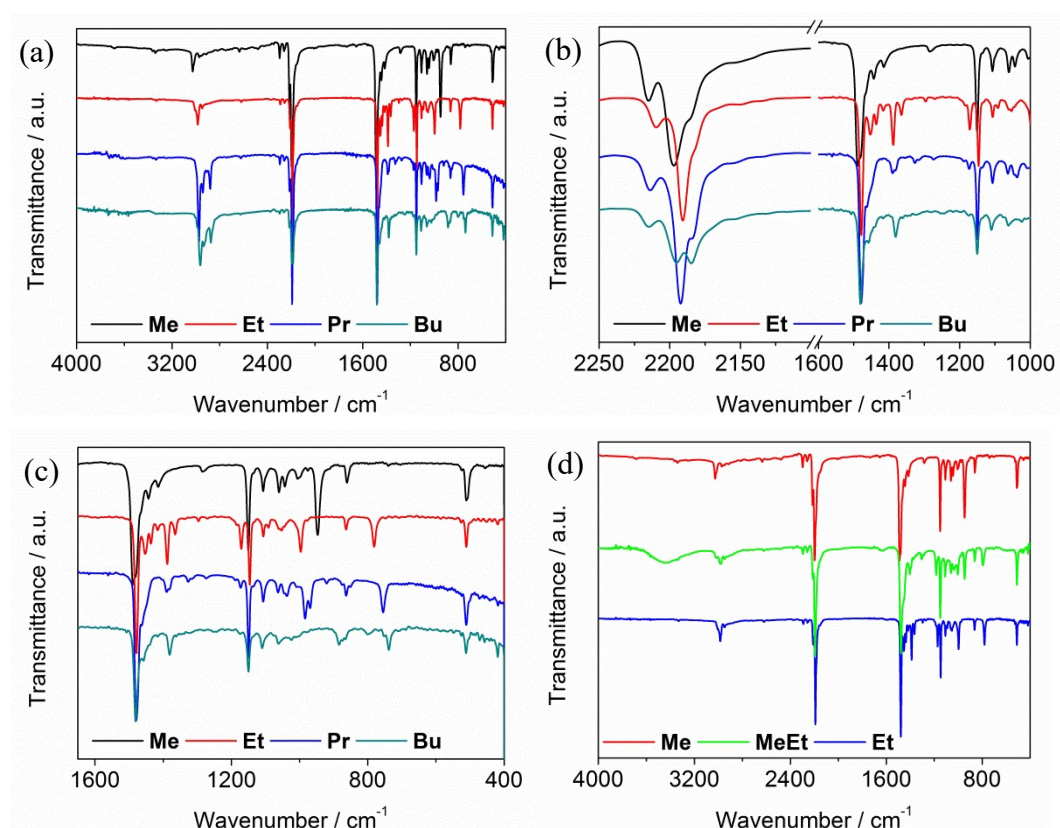 (a)
Transmittance / a.u.
Me Et Pr Bu
4000 3200 2400 1600 800
Wavenumber / cm⁻¹
(b)
Transmittance / a.u.
Me Et Pr Bu
2250 2200 2150 1600 1400 1200 1000
Wavenumber / cm⁻¹
(c)
Transmittance / a.u.
Me Et Pr Bu
1600 1200 800 400
Wavenumber / cm⁻¹
(d)
Transmittance / a.u.
Me MeEt Et
4000 3200 2400 1600 800
Wavenumber / cm⁻¹